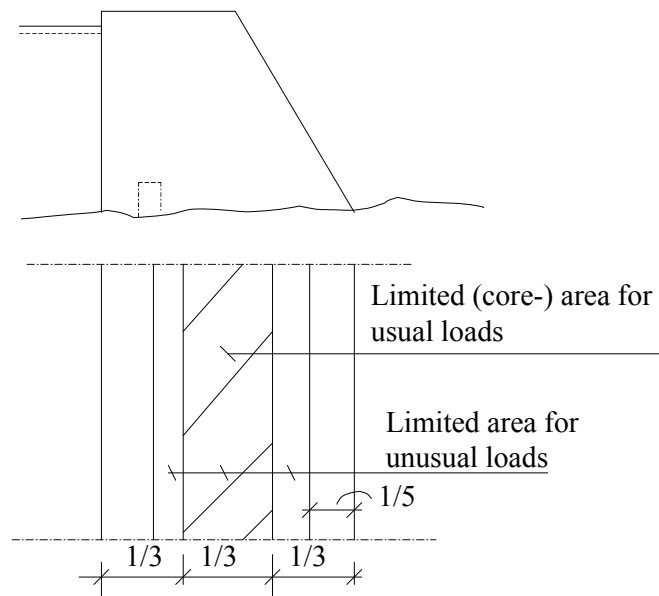 Limited (core-) area for
usual loads
Limited area for
unusual loads
1/5
1/3 1/3 1/3